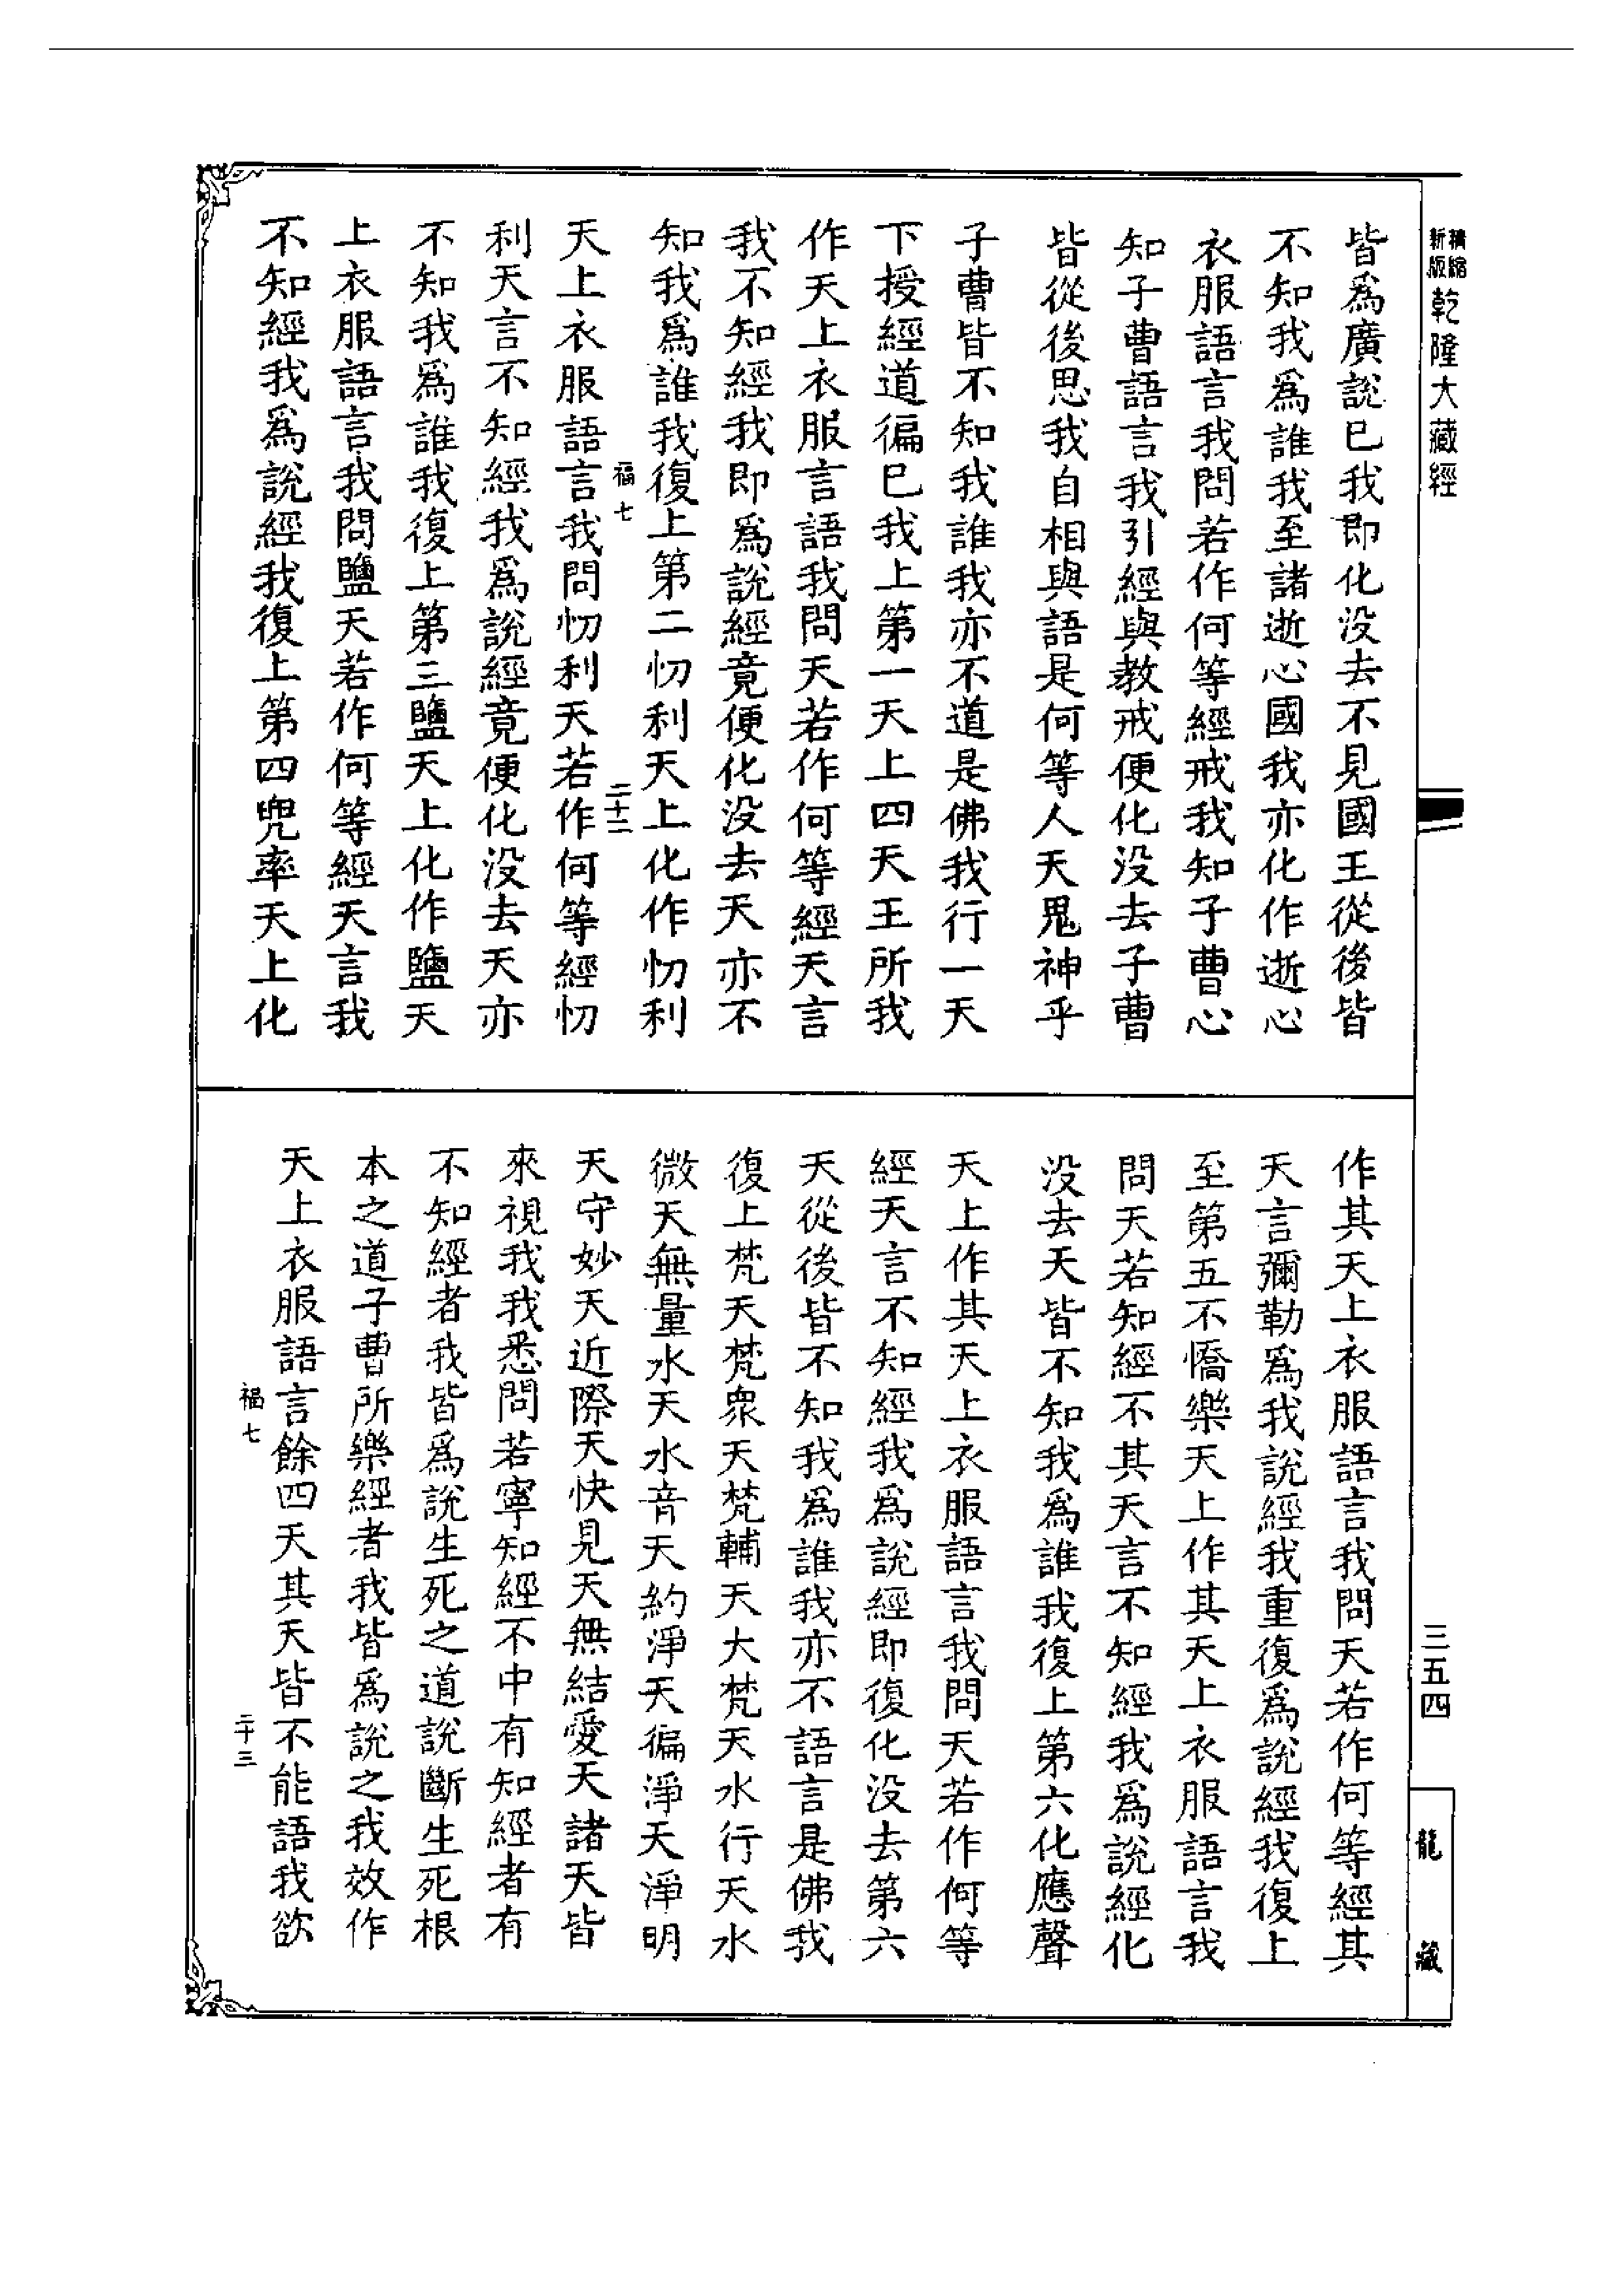 精縮
新版
乾隆大藏經
三五四
龍藏
皆爲廣說已我即化没去不見國王從後皆
不知我爲誰我至諸逝心國我亦化作逝心
衣服語言我問若作何等經戒我知子曹心
知子曹語言我引經與教戒便化没去子曹
皆從後思我自相與語是何等人天鬼神乎
子曹皆不知我誰我亦不道是佛我行一天
下授經道徧已我上第一天上四天王所我
作天上衣服言語我問天若作何等經天言
我不知經我即爲說經竟便化没去天亦不
知我爲誰我復上第二忉利天上化作忉利
福七
二十二
天上衣服語言我問忉利天若作何等經忉
利天言不知經我爲說經竟便化没去天亦
不知我爲誰我復上第三鹽天上化作鹽天
上衣服語言我問鹽天若作何等經天言我
不知經我爲說經我復上第四兜率天上化
作其天上衣服語言我問天若作何等經其
天言彌勒爲我說經我重復爲說經我復上
至第五不憍樂天上作其天上衣服語言我
問天若知經不其天言不知經我爲說經化
没去天皆不知我爲誰我復上第六化應聲
天上作其天上衣服語言我問天若作何等
經天言不知經我爲說經即復化没去第六
天從後皆不知我爲誰我亦不語言是佛我
復上梵天梵衆天梵輔天大梵天水行天水
微天無量水天水音天約淨天徧淨天淨明
天守妙天近際天快見天無結愛天諸天皆
來視我我悉問若寧知經不中有知經者有
不知經者我皆爲說生死之道說斷生死根
本之道子曹所樂經者我皆爲說之我效作
天上衣服語言餘四天其天皆不能語我欲
福七
二十三